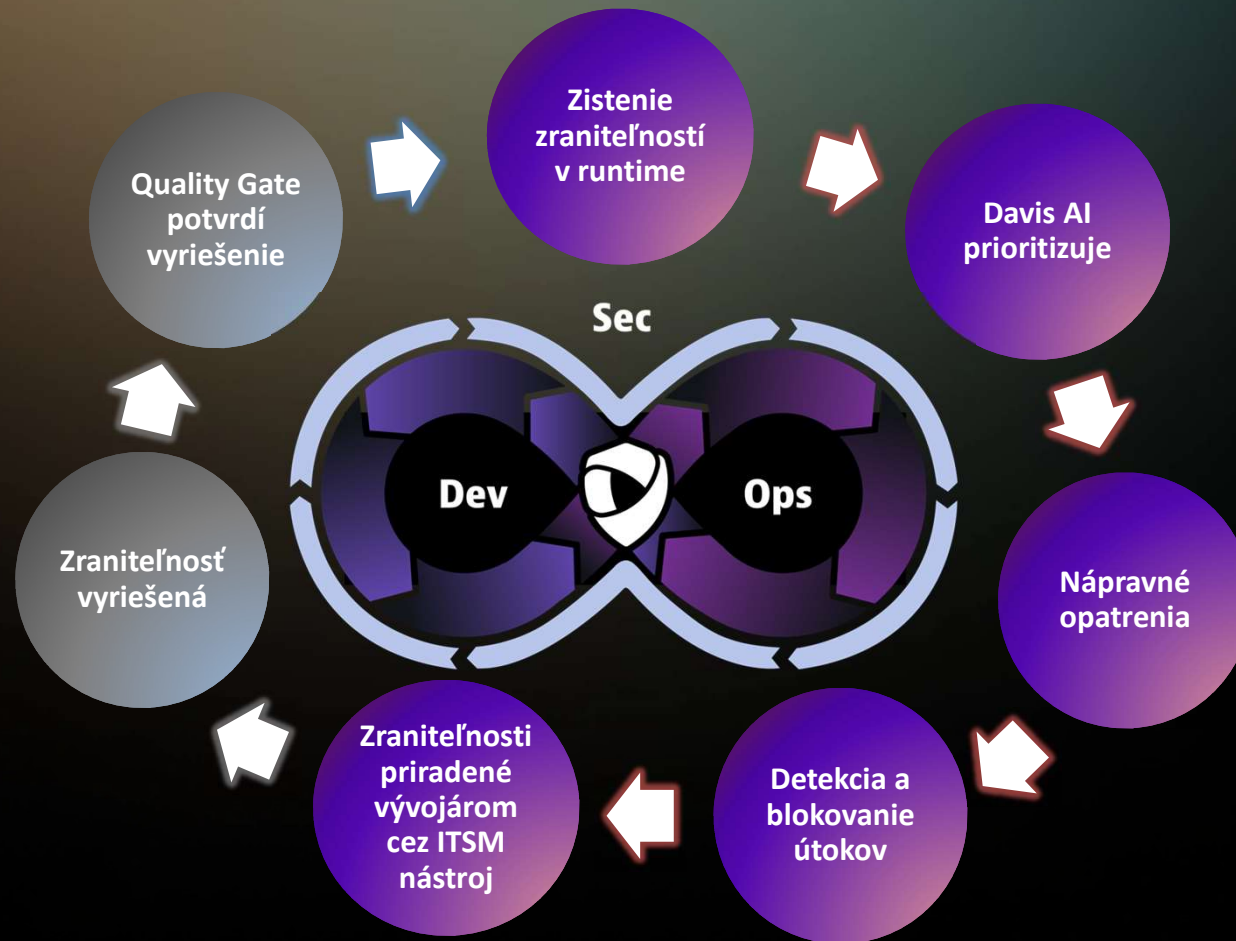 Zistenie
zraniteľností
v runtime
Davis AI
prioritizuje
Nápravné
opatrenia
Detekcia a
blokovanie
útokov
Zraniteľnosti
priradené
vývojárom
cez ITSM
nástroj
Zraniteľnosť
vyriešená
Quality Gate
potvrdí
vyriešenie
Sec
Dev
Ops